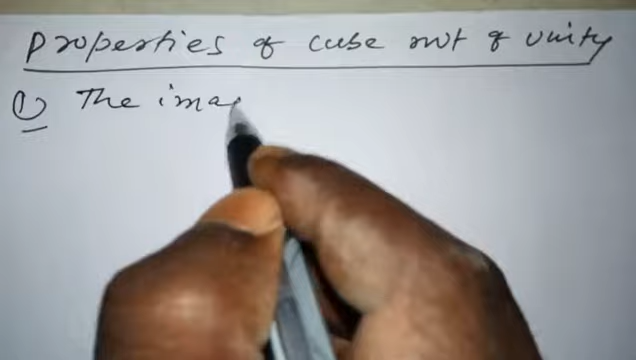 Properties of cube root of unity
① The ima